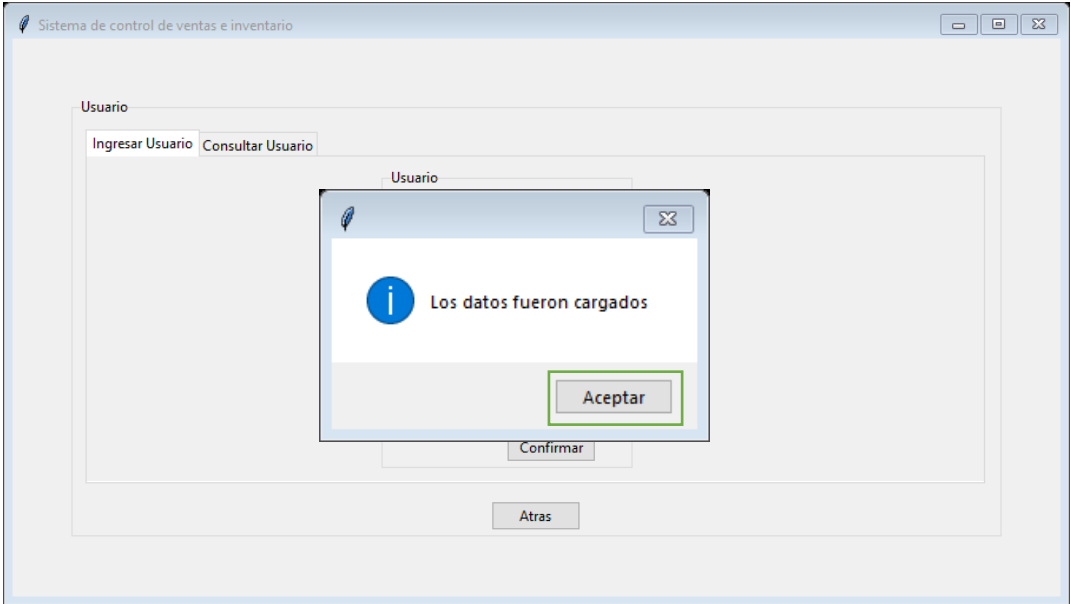 Sistema de control de ventas e inventario
Usuario
Ingresar Usuario Consultar Usuario
Usuario
Los datos fueron cargados
Aceptar
Confirmar
Atras